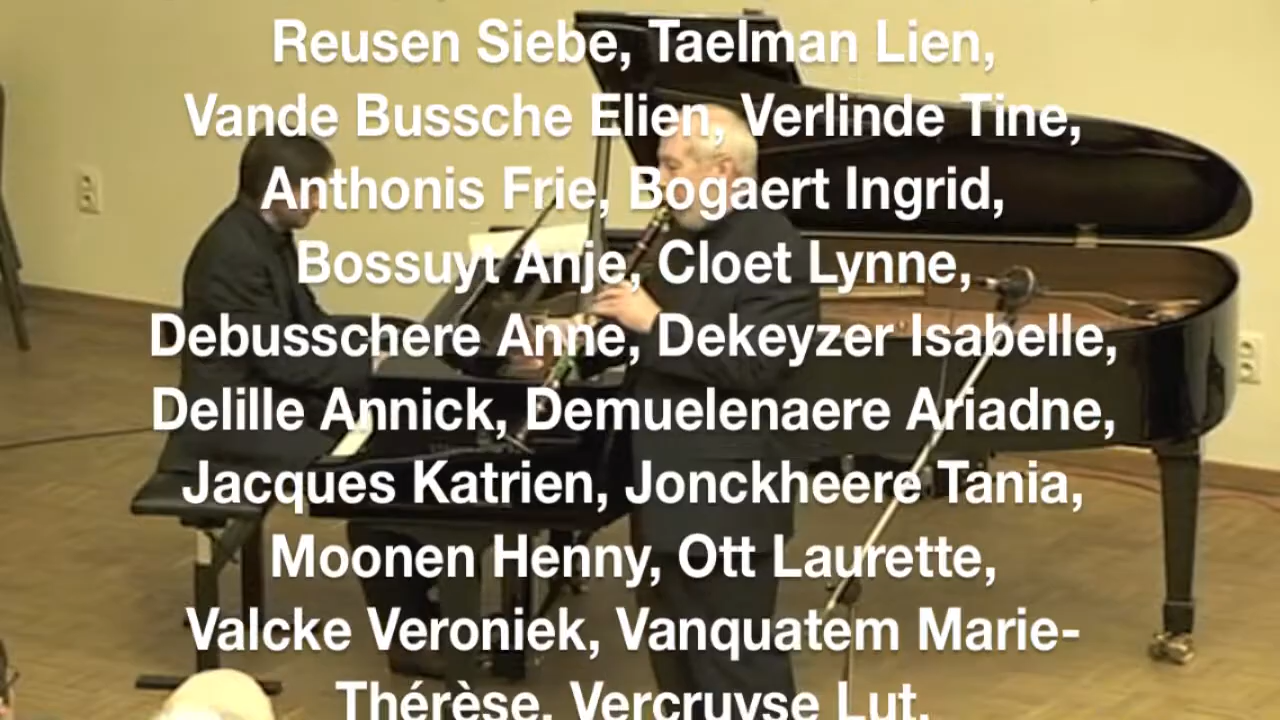 Reusen Siebe, Taelman Lien,
Vande Bussche Elien, Verlinde Tine,
Anthonis Frie, Bogaert Ingrid,
Bossuyt Anje, Cloet Lynne,
Debusschere Anne, Dekeyzer Isabelle,
Delille Annick, Demuelenaere Ariadne,
Jacques Katrien, Jonckheere Tania,
Moonen Henny, Ott Laurette,
Valcke Veroniek, Vanquatem Marie-
Thérèse, Vercruyse Lut,